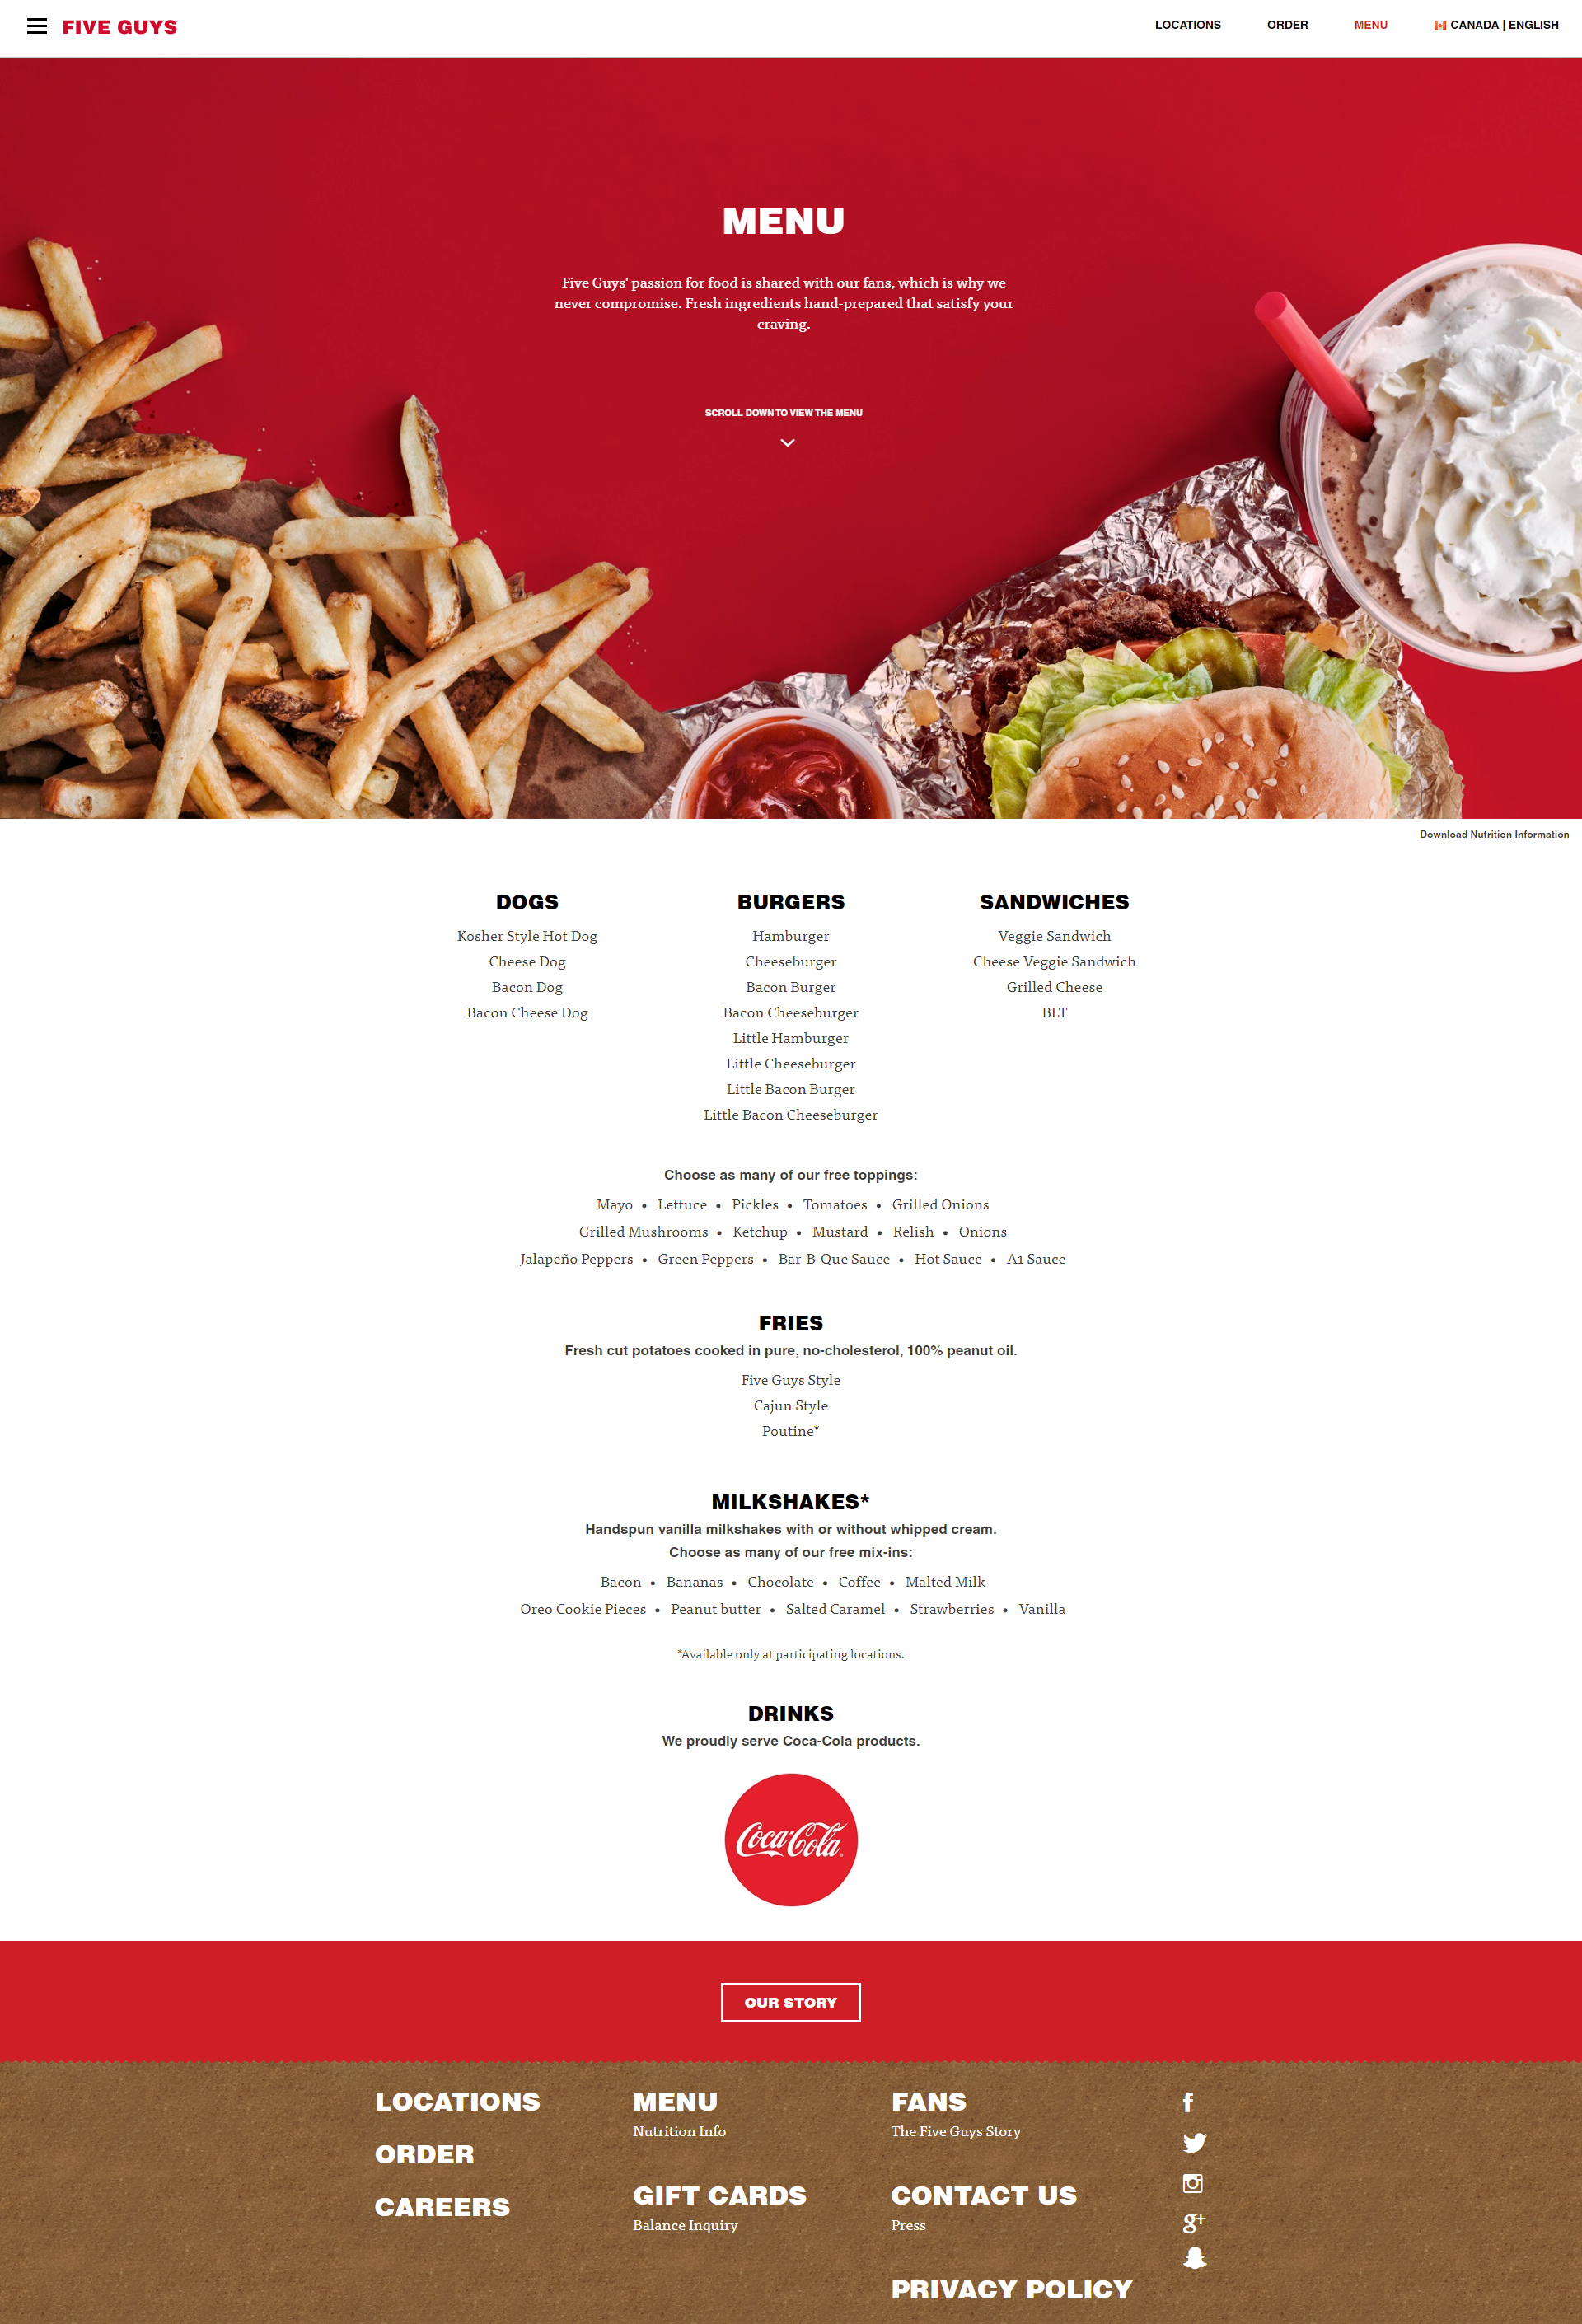 FIVE GUYS
LOCATIONS
ORDER
MENU
CANADA | ENGLISH
MENU
Five Guys' passion for food is shared with our fans, which is why we
never compromise. Fresh ingredients hand-prepared that satisfy your
craving.
SCROLL DOWN TO VIEW THE MENU
Download Nutrition Information
DOGS
Kosher Style Hot Dog
Cheese Dog
Bacon Dog
Bacon Cheese Dog
BURGERS
Hamburger
Cheeseburger
Bacon Burger
Bacon Cheeseburger
Little Hamburger
Little Cheeseburger
Little Bacon Burger
Little Bacon Cheeseburger
SANDWICHES
Veggie Sandwich
Cheese Veggie Sandwich
Grilled Cheese
BLT
Choose as many of our free toppings:
Mayo • Lettuce • Pickles • Tomatoes • Grilled Onions
Grilled Mushrooms • Ketchup • Mustard • Relish • Onions
Jalapeño Peppers • Green Peppers • Bar-B-Que Sauce • Hot Sauce • A1 Sauce
FRIES
Fresh cut potatoes cooked in pure, no-cholesterol, 100% peanut oil.
Five Guys Style
Cajun Style
Poutine*
MILKSHAKES*
Handspun vanilla milkshakes with or without whipped cream.
Choose as many of our free mix-ins:
Bacon • Bananas • Chocolate • Coffee • Malted Milk
Oreo Cookie Pieces • Peanut butter • Salted Caramel • Strawberries • Vanilla
*Available only at participating locations.
DRINKS
We proudly serve Coca-Cola products.
Coca-Cola
OUR STORY
LOCATIONS
ORDER
CAREERS
MENU
Nutrition Info
GIFT CARDS
Balance Inquiry
FANS
The Five Guys Story
CONTACT US
Press
PRIVACY POLICY